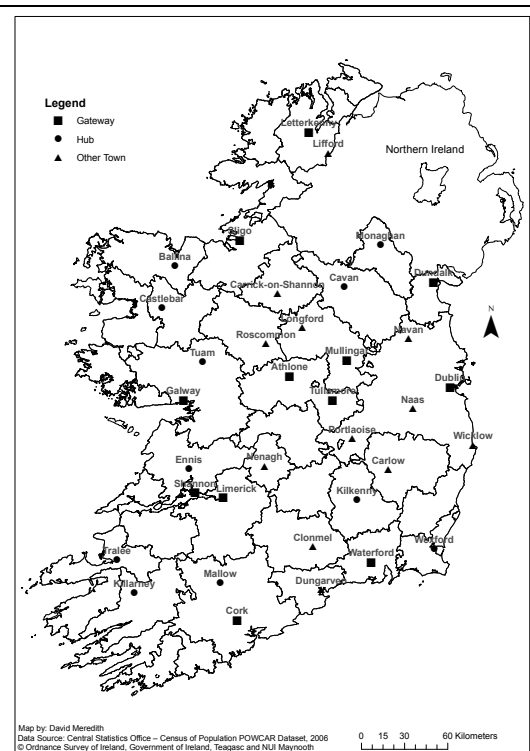 Legend
Gateway
Hub
Other Town
Letterkenny
Lifford
Northern Ireland
Sligo
Monaghan
Ballina
Cavan
Dundalk
Carrick-on-Shannon
Castlebar
N
Longford
Navan
Roscommon
Tuam
Mullingar
Athlone
Dublin
Galway
Tullamore
Naas
Portlaoise
Wicklow
Ennis
Nenagh
Carlow
Shannon
Limerick
Kilkenny
Clonmel
Wexford
Tralee
Waterford
Killarney
Mallow
Dungarven
Cork
Map by: David Meredith
Data Source: Central Statistics Office – Census of Population POWCAR Dataset, 2006
© Ordnance Survey of Ireland, Government of Ireland, Teagasc and NUI Maynooth
0 15 30 60 Kilometers